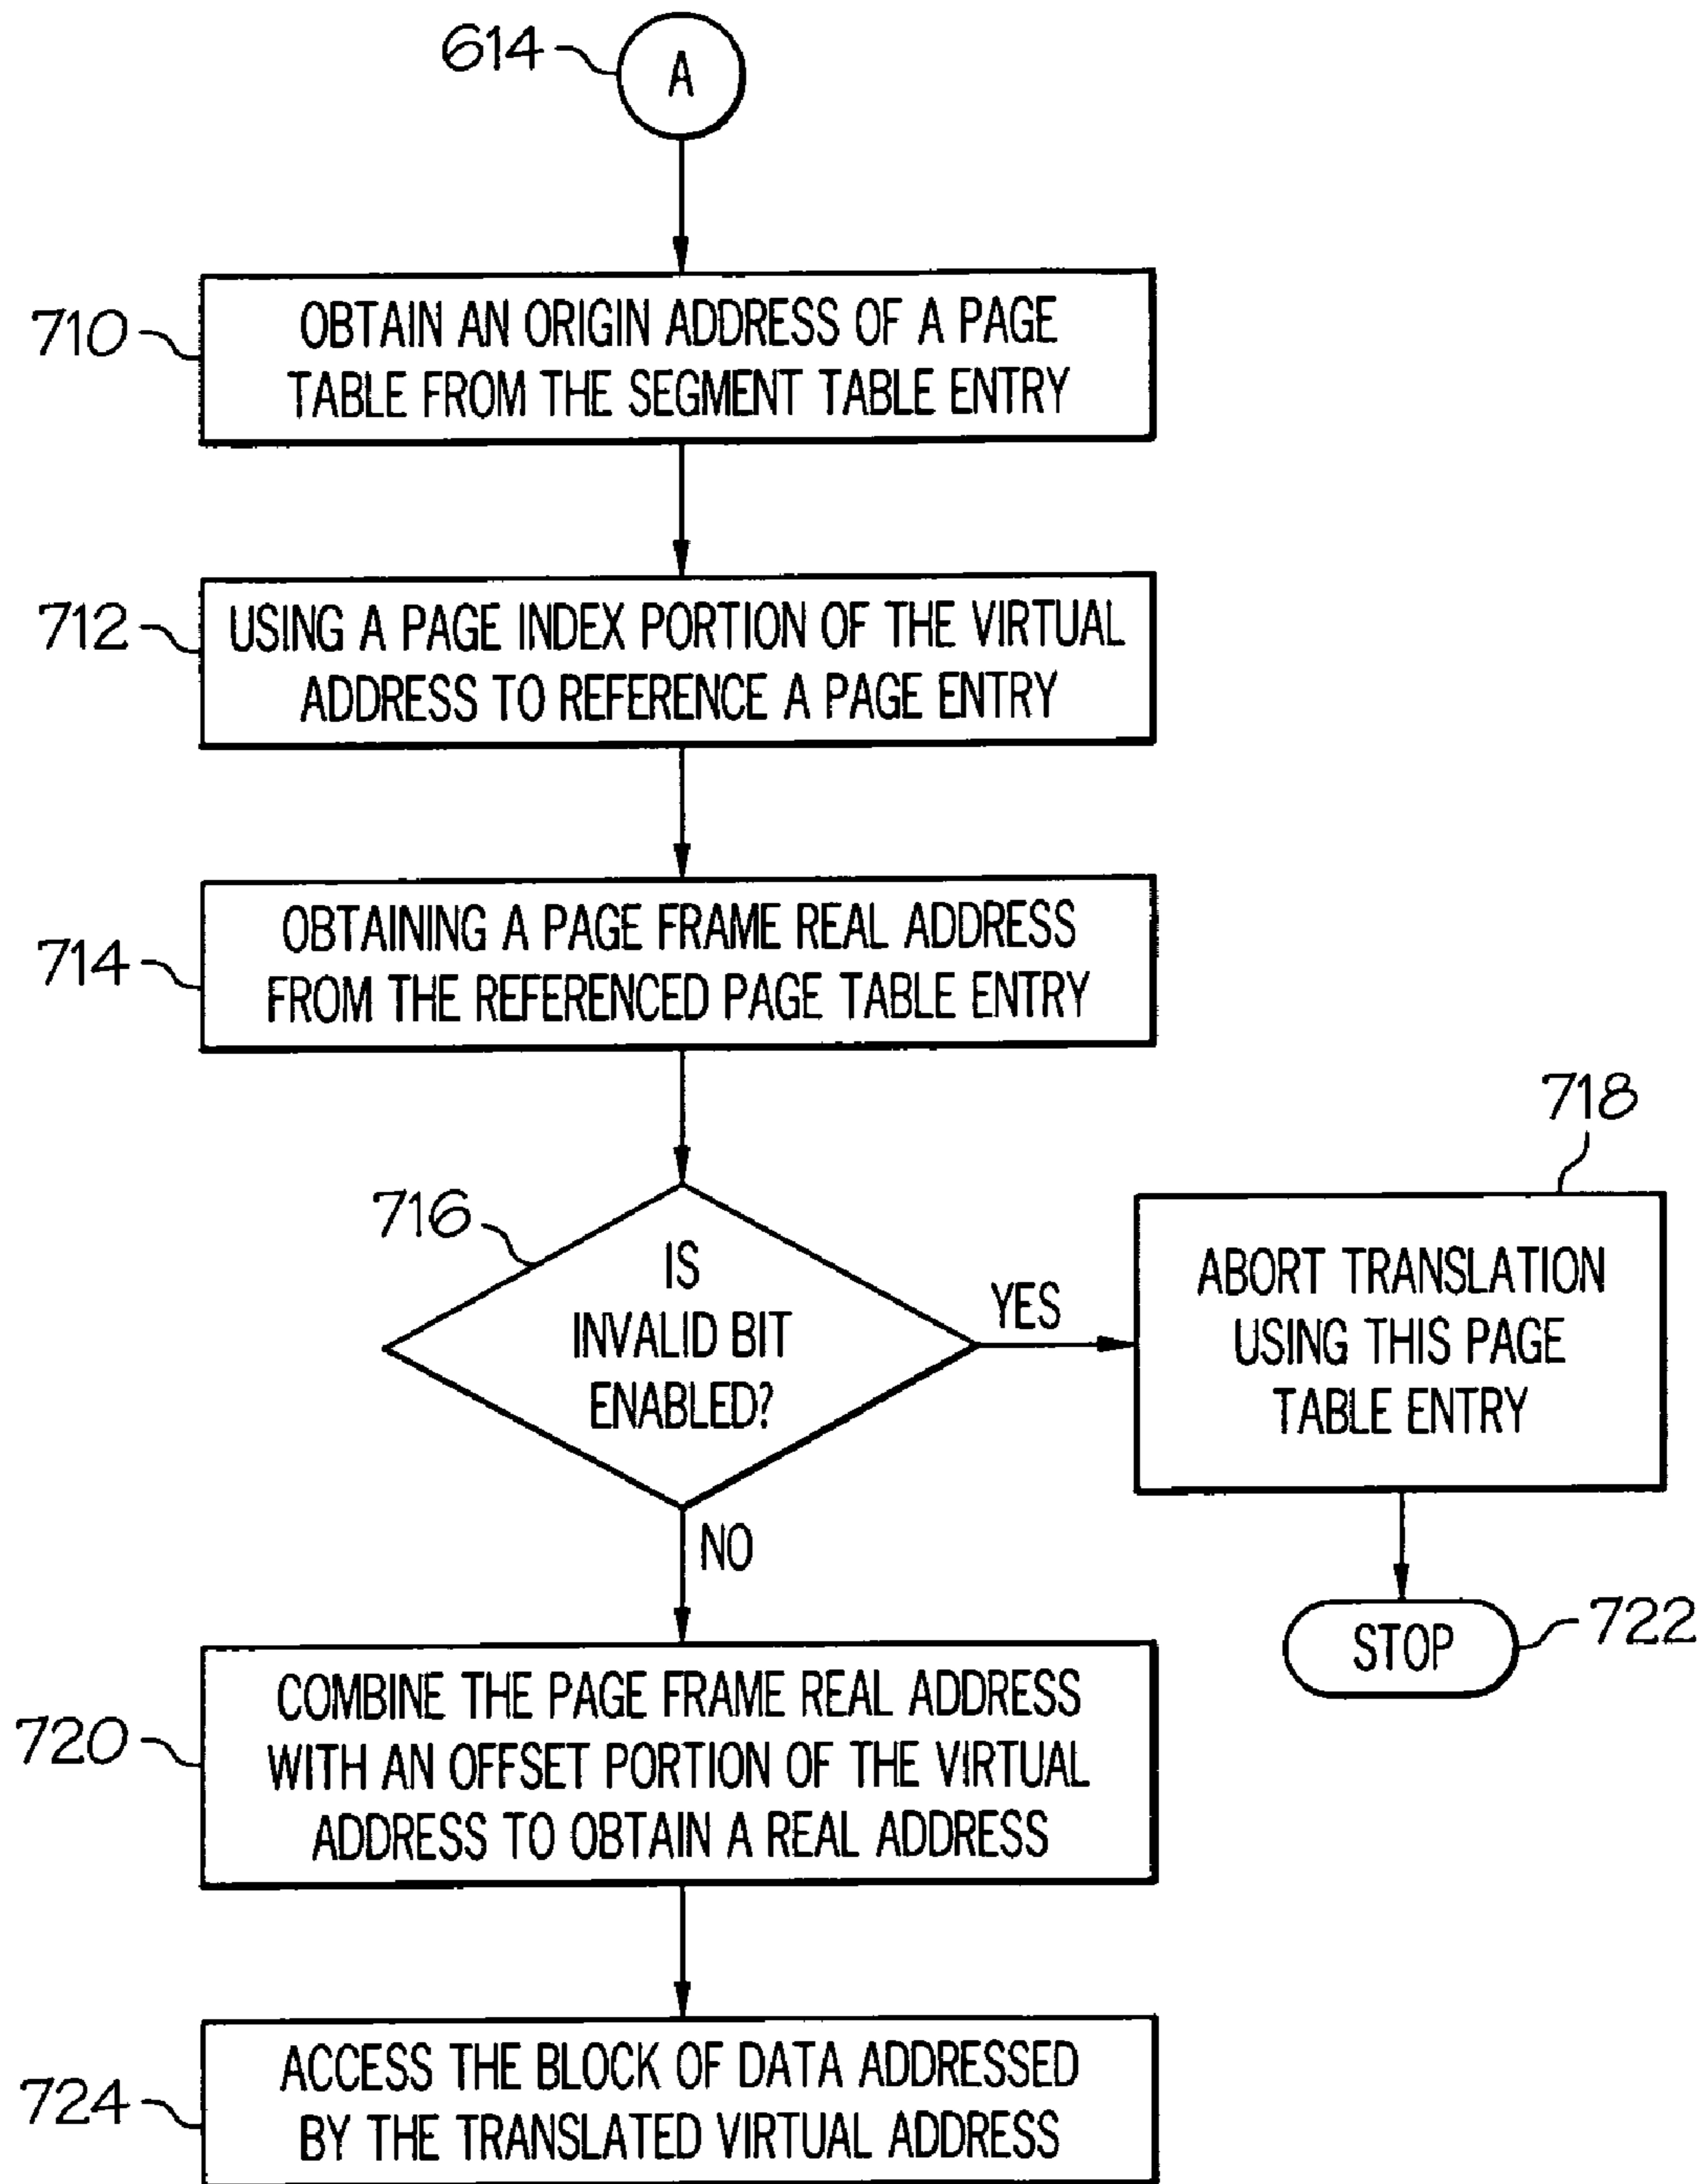 614
A
710
OBTAIN AN ORIGIN ADDRESS OF A PAGE
TABLE FROM THE SEGMENT TABLE ENTRY
712
USING A PAGE INDEX PORTION OF THE VIRTUAL
ADDRESS TO REFERENCE A PAGE ENTRY
714
OBTAINING A PAGE FRAME REAL ADDRESS
FROM THE REFERENCED PAGE TABLE ENTRY
716
IS
INVALID BIT
ENABLED?
YES
718
ABORT TRANSLATION
USING THIS PAGE
TABLE ENTRY
NO
STOP
722
720
COMBINE THE PAGE FRAME REAL ADDRESS
WITH AN OFFSET PORTION OF THE VIRTUAL
ADDRESS TO OBTAIN A REAL ADDRESS
724
ACCESS THE BLOCK OF DATA ADDRESSED
BY THE TRANSLATED VIRTUAL ADDRESS